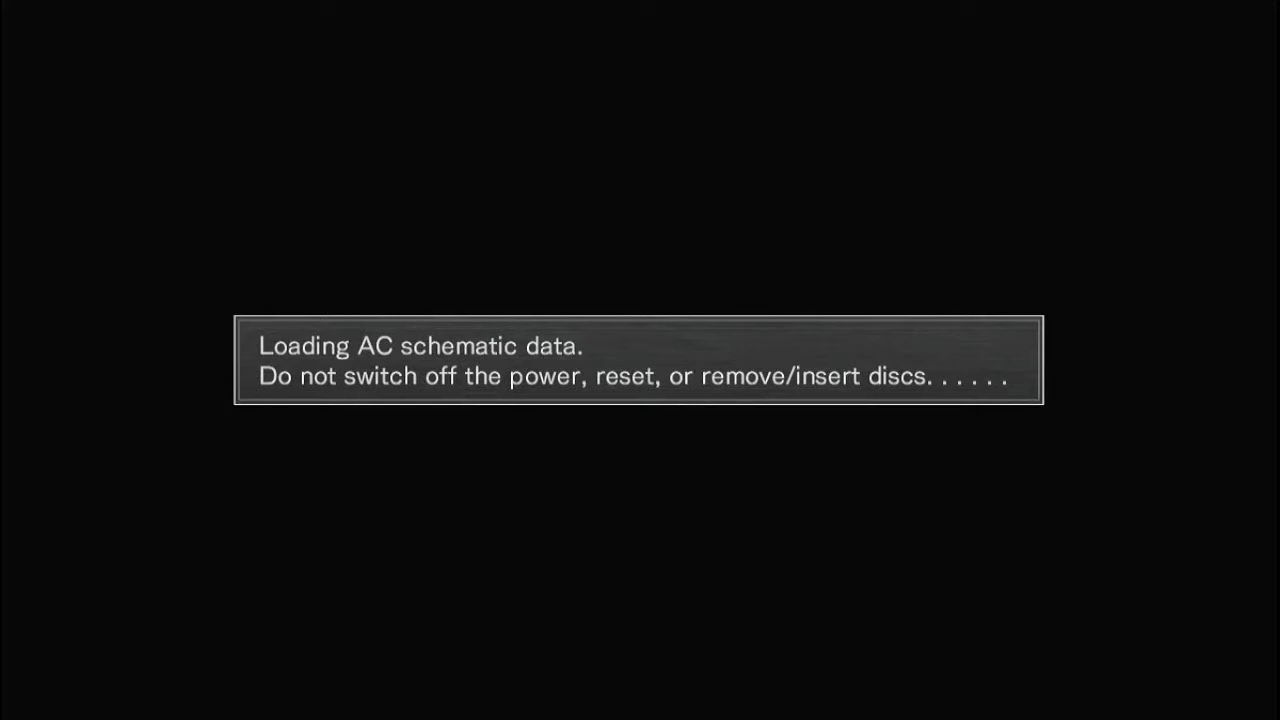 Loading AC schematic data.
Do not switch off the power, reset, or remove/insert discs. . . . . .